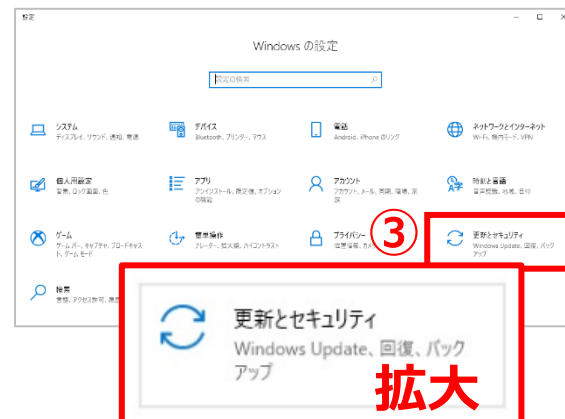 設定
Windows の設定
設定の検索
システム
ディスプレイ、サウンド、通知、電源
デバイス
Bluetooth、プリンター、マウス
電話
Android、iPhone のリンク
ネットワークとインターネット
Wi-Fi、機内モード、VPN
個人用設定
背景、ロック画面、色
アプリ
アンインストール、既定値、オプション
の機能
アカウント
アカウント、メール、同期、職場、家
族
時刻と言語
音声認識、地域、日付
ゲーム
ゲーム バー、キャプチャ、ブロードキャス
ト、ゲーム モード
簡単操作
ナレーター、拡大鏡、ハイコントラスト
プライバシー
位置情報、カメ
③
更新とセキュリティ
Windows Update、回復、バック
アップ
検索
更新とセキュリティ
Windows Update、回復、バック
アップ
拡大